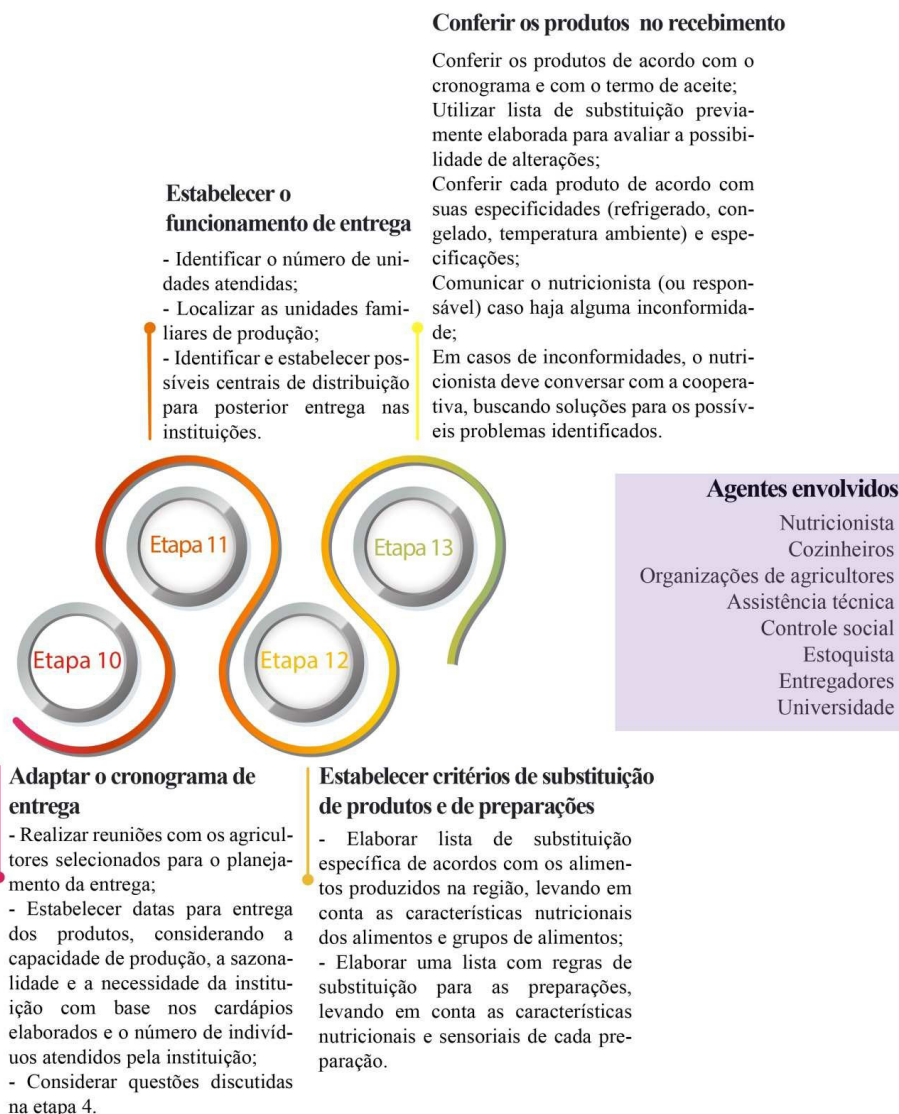 Conferir os produtos no recebimento
Conferir os produtos de acordo com o
cronograma e com o termo de aceite;
Utilizar lista de substituição previa-
mente elaborada para avaliar a possibi-
lidade de alterações;
Conferir cada produto de acordo com
suas especificidades (refrigerado, con-
gelado, temperatura ambiente) e espe-
cificações;
Comunicar o nutricionista (ou respon-
sável) caso haja alguma inconformida-
de;
Em casos de inconformidades, o nutri-
cionista deve conversar com a coopera-
tiva, buscando soluções para os possív-
eis problemas identificados.
Estabelecer o
funcionamento de entrega
- Identificar o número de uni-
dades atendidas;
- Localizar as unidades fami-
liares de produção;
- Identificar e estabelecer pos-
síveis centrais de distribuição
para posterior entrega nas
instituições.
Etapa 11
Etapa 13
Etapa 10
Etapa 12
Agentes envolvidos
Nutricionista
Cozinheiros
Organizações de agricultores
Assistência técnica
Controle social
Estoquista
Entregadores
Universidade
Adaptar o cronograma de
entrega
- Realizar reuniões com os agricul-
tores selecionados para o planeja-
mento da entrega;
- Estabelecer datas para entrega
dos produtos, considerando a
capacidade de produção, a sazona-
lidade e a necessidade da institu-
ição com base nos cardápios
elaborados e o número de indivíd-
uos atendidos pela instituição;
- Considerar questões discutidas
na etapa 4.
Estabelecer critérios de substituição
de produtos e de preparações
- Elaborar lista de substituição
específica de acordos com os alimen-
tos produzidos na região, levando em
conta as características nutricionais
dos alimentos e grupos de alimentos;
- Elaborar uma lista com regras de
substituição para as preparações,
levando em conta as características
nutricionais e sensoriais de cada pre-
paração.